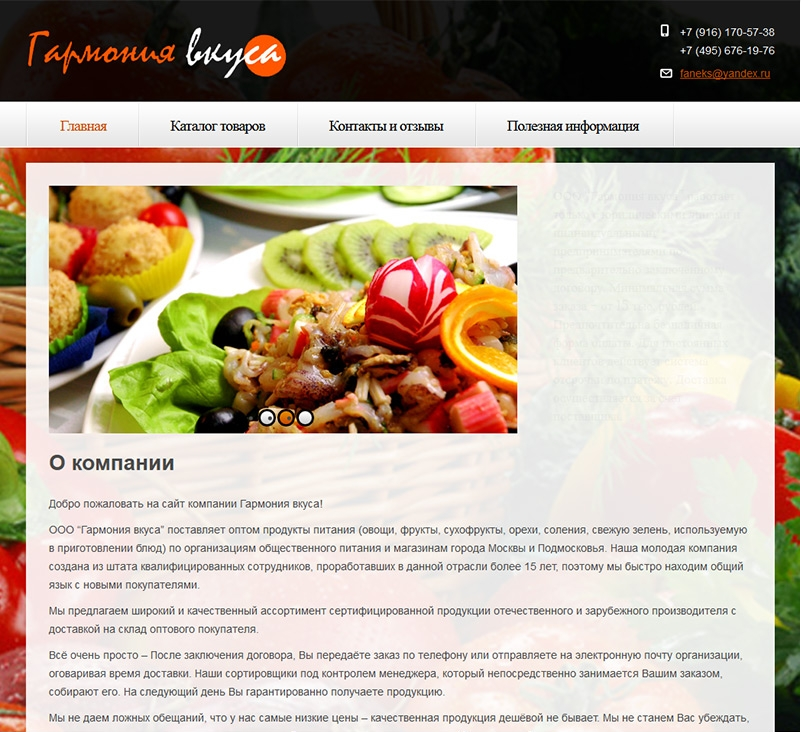 Гармония вкуса
+7 (916) 170-57-38
+7 (495) 676-19-76
faneks@yandex.ru
Главная
Каталог товаров
Контакты и отзывы
Полезная информация
О компании
Добро пожаловать на сайт компании Гармония вкуса!
ООО “Гармония вкуса” поставляет оптом продукты питания (овощи, фрукты, сухофрукты, орехи, соления, свежую зелень, используемую
в приготовлении блюд) по организациям общественного питания и магазинам города Москвы и Подмосковья. Наша молодая компания
создана из штата квалифицированных сотрудников, проработавших в данной отрасли более 15 лет, поэтому мы быстро находим общий
язык с новыми покупателями.
Мы предлагаем широкий и качественный ассортимент сертифицированной продукции отечественного и зарубежного производителя с
доставкой на склад оптового покупателя.
Всё очень просто – После заключения договора, Вы передаёте заказ по телефону или отправляете на электронную почту организации,
оговаривая время доставки. Наши сортировщики под контролем менеджера, который непосредственно занимается Вашим заказом,
собирают его. На следующий день Вы гарантированно получаете продукцию.
Мы не даем ложных обещаний, что у нас самые низкие цены – качественная продукция дешёвой не бывает. Мы не станем Вас убеждать,